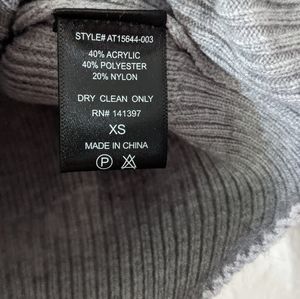 STYLE# AT15644-003
40% ACRYLIC
40% POLYESTER
20% NYLON
DRY CLEAN ONLY
RN# 141397
XS
MADE IN CHINA
P